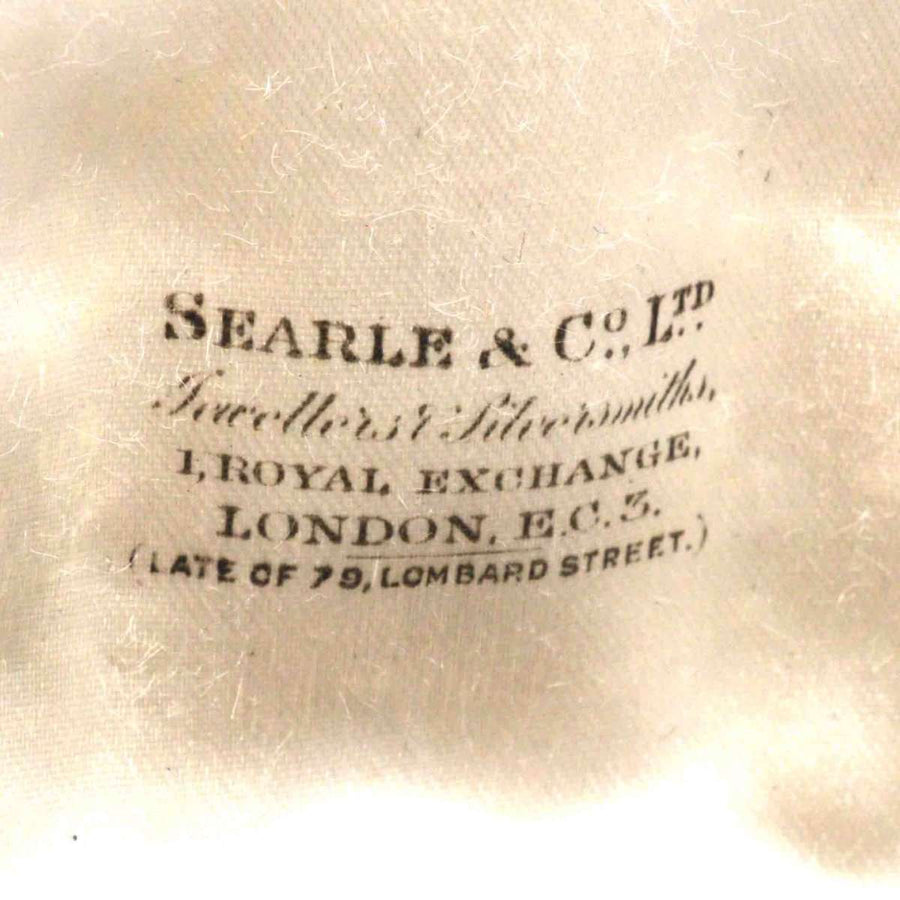 SEARLE & Co., LTD.
Jewellers & Silversmiths,
1, ROYAL EXCHANGE,
LONDON, E.C. 3.
(LATE OF 79, LOMBARD STREET.)